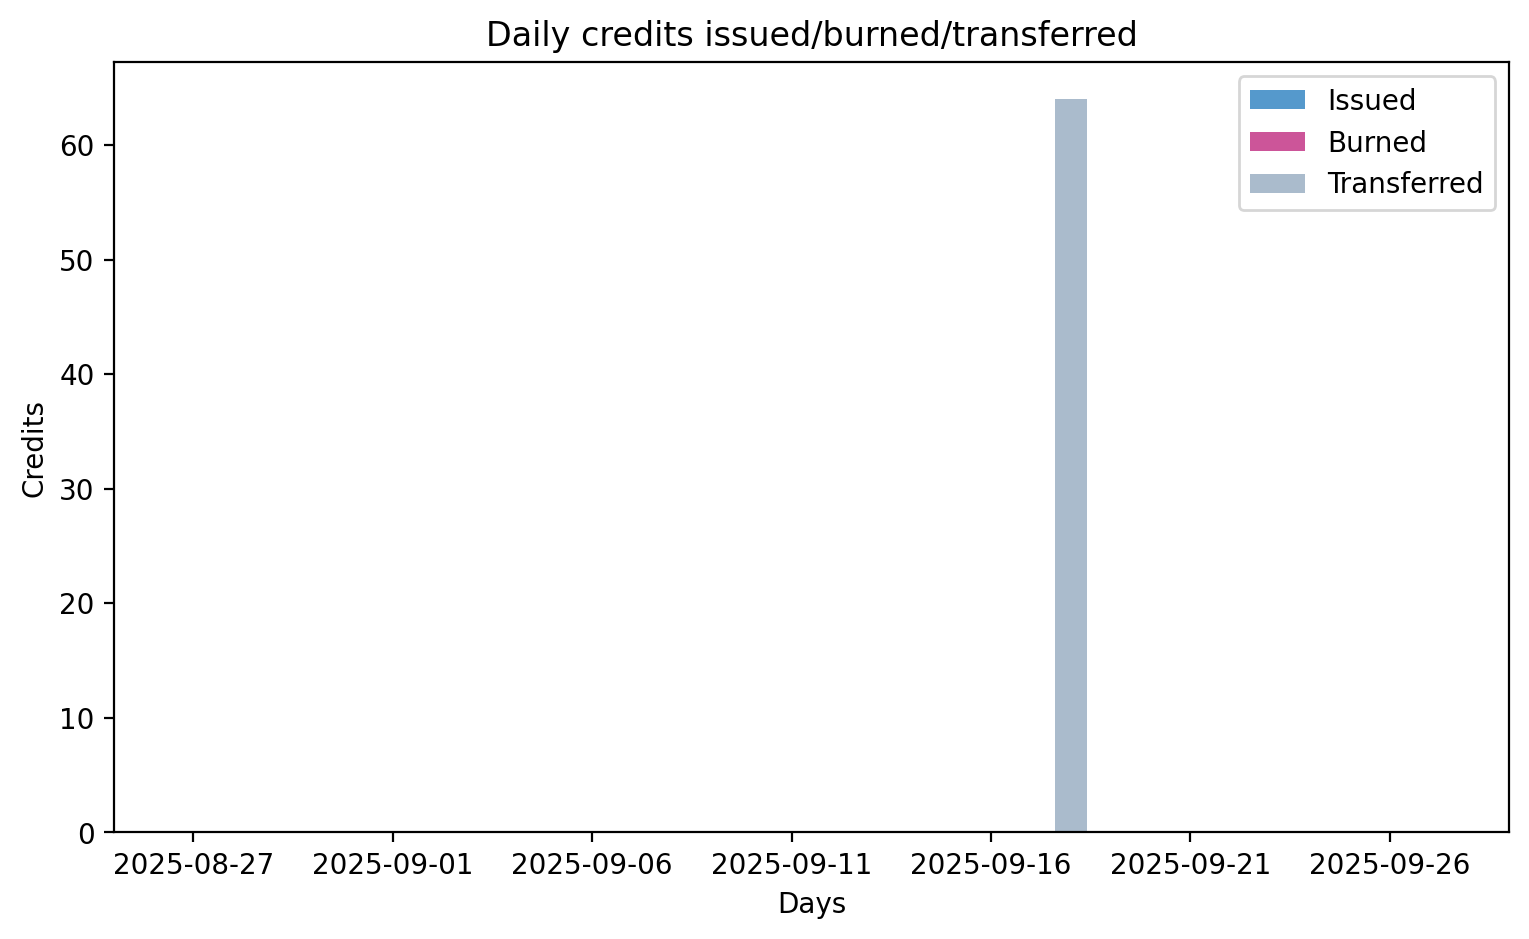 Daily credits issued/burned/transferred
Issued
Burned
Transferred
Credits
60
50
40
30
20
10
0
2025-08-27 2025-09-01 2025-09-06 2025-09-11 2025-09-16 2025-09-21 2025-09-26
Days